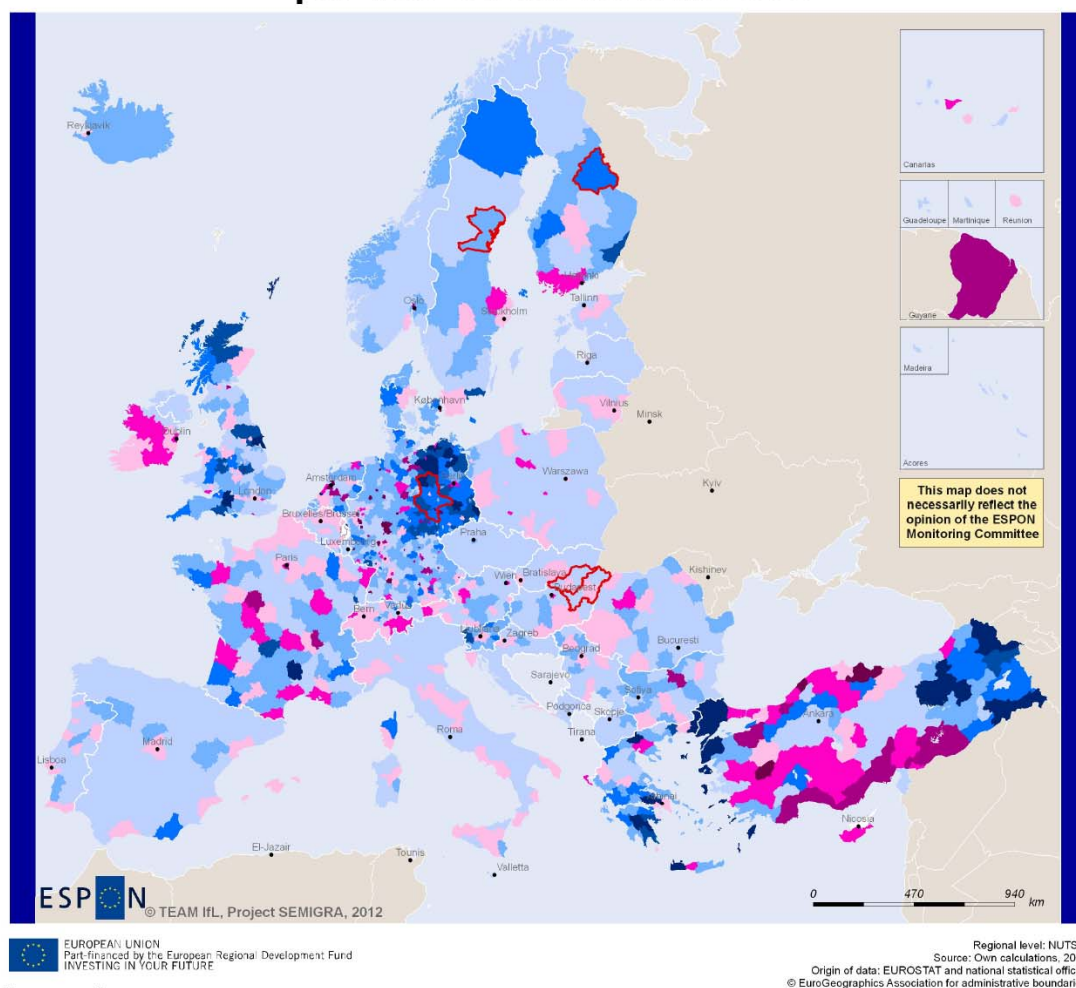 Reykjavik
Oslo
Stockholm
Helsinki
Tallinn
Riga
København
Vilnius
Minsk
Dublin
London
Amsterdam
Bruxelles/Brussel
Luxembourg
Paris
Warszawa
Kyiv
Praha
Wien
Bratislava
Budapest
Kishinev
Bern
Vaduz
Ljubljana
Zagreb
Beograd
Bucuresti
Sarajevo
Podgorica
Skopje
Sofiya
Tirana
Roma
Madrid
Lisboa
Ankara
Athinai
Nicosia
El-Jazair
Tounis
Valletta
Canarias
Guadeloupe
Martinique
Réunion
Guyane
Madeira
Acores
This map does not
necessarily reflect the
opinion of the ESPON
Monitoring Committee
ESPON
© TEAM IfL, Project SEMIGRA, 2012
0 470 940
km
EUROPEAN UNION
Part-financed by the European Regional Development Fund
INVESTING IN YOUR FUTURE
Regional level: NUTS
Source: Own calculations, 20
Origin of data: EUROSTAT and national statistical offic
© EuroGeographics Association for administrative boundari